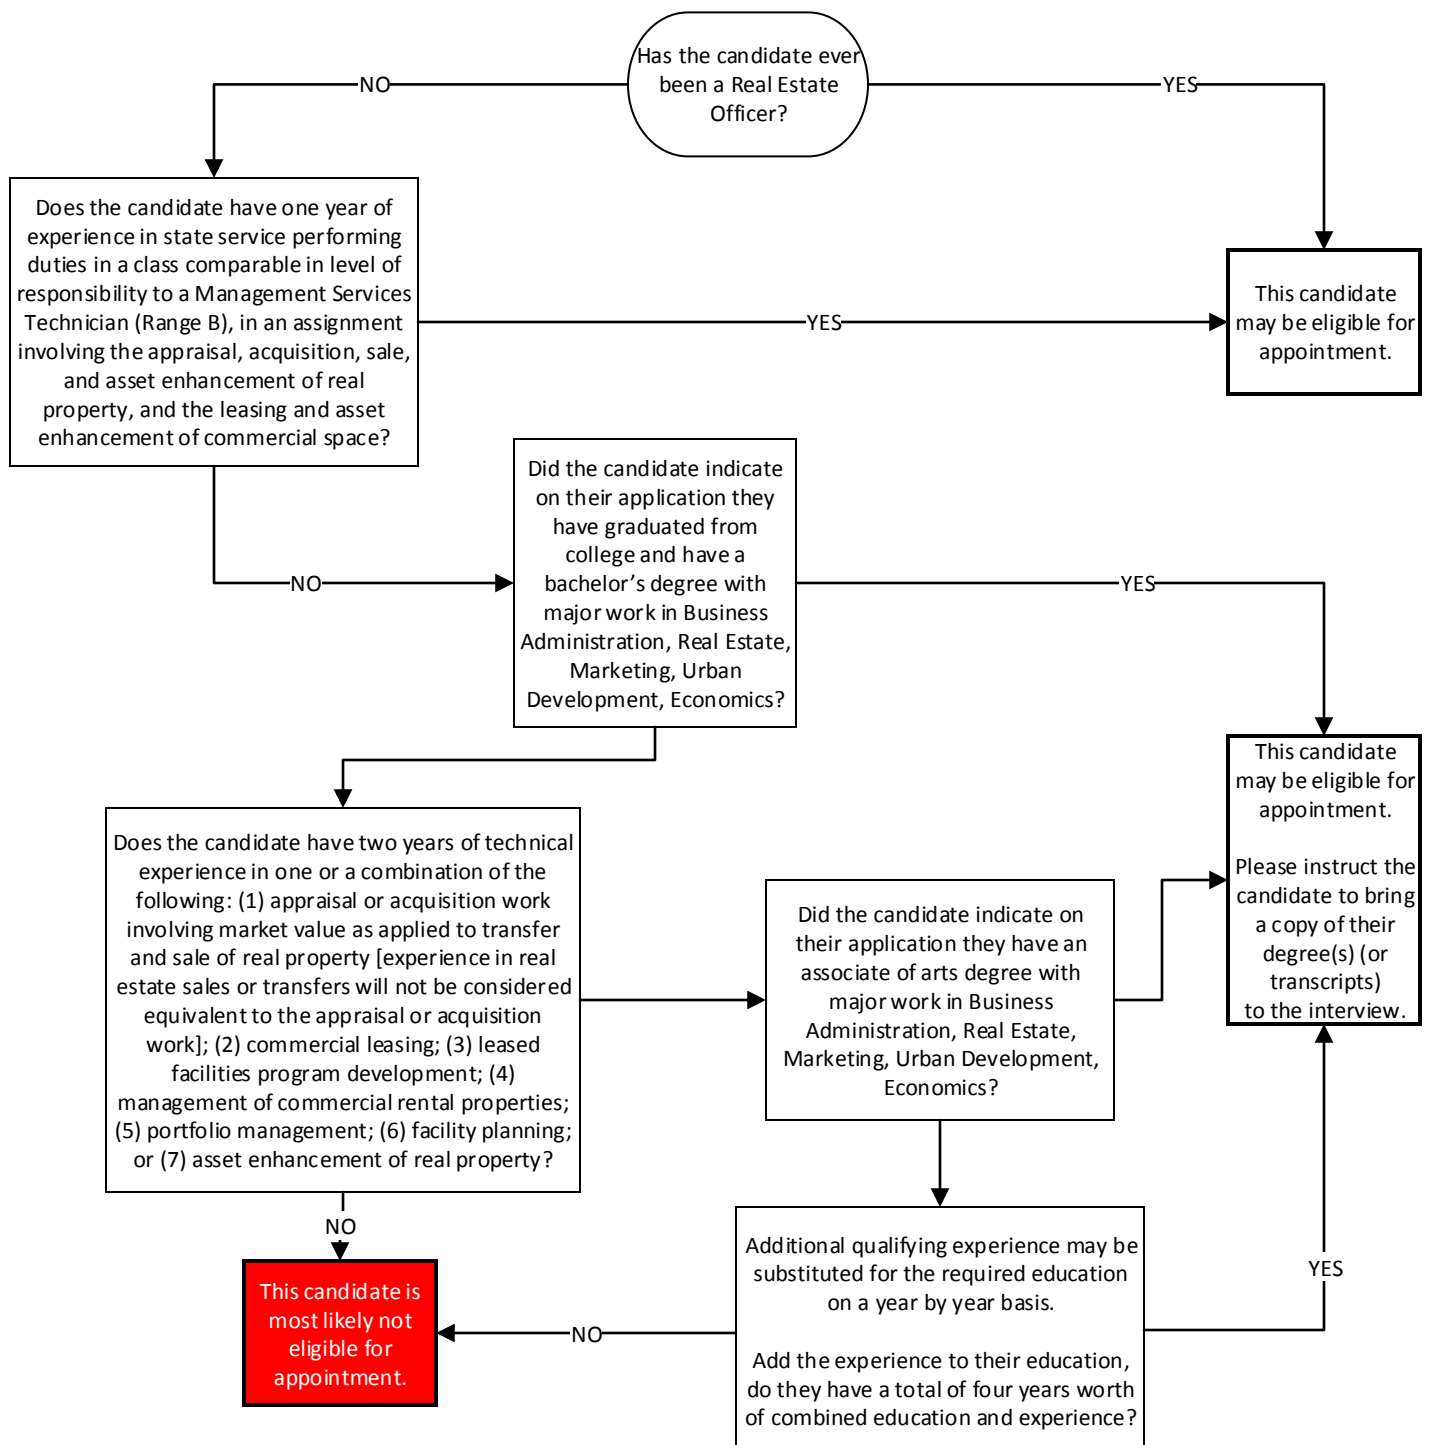 Has the candidate ever
been a Real Estate
Officer?
NO
YES
Does the candidate have one year of
experience in state service performing
duties in a class comparable in level of
responsibility to a Management Services
Technician (Range B), in an assignment
involving the appraisal, acquisition, sale,
and asset enhancement of real
property, and the leasing and asset
enhancement of commercial space?
YES
This candidate
may be eligible for
appointment.
NO
Did the candidate indicate
on their application they
have graduated from
college and have a
bachelor’s degree with
major work in Business
Administration, Real Estate,
Marketing, Urban
Development, Economics?
YES
This candidate
may be eligible for
appointment.
Please instruct the
candidate to bring
a copy of their
degree(s) (or
transcripts)
to the interview.
Does the candidate have two years of technical
experience in one or a combination of the
following: (1) appraisal or acquisition work
involving market value as applied to transfer
and sale of real property [experience in real
estate sales or transfers will not be considered
equivalent to the appraisal or acquisition
work]; (2) commercial leasing; (3) leased
facilities program development; (4)
management of commercial rental properties;
(5) portfolio management; (6) facility planning;
or (7) asset enhancement of real property?
Did the candidate indicate on
their application they have an
associate of arts degree with
major work in Business
Administration, Real Estate,
Marketing, Urban Development,
Economics?
NO
This candidate is
most likely not
eligible for
appointment.
NO
Additional qualifying experience may be
substituted for the required education
on a year by year basis.
Add the experience to their education,
do they have a total of four years worth
of combined education and experience?
YES